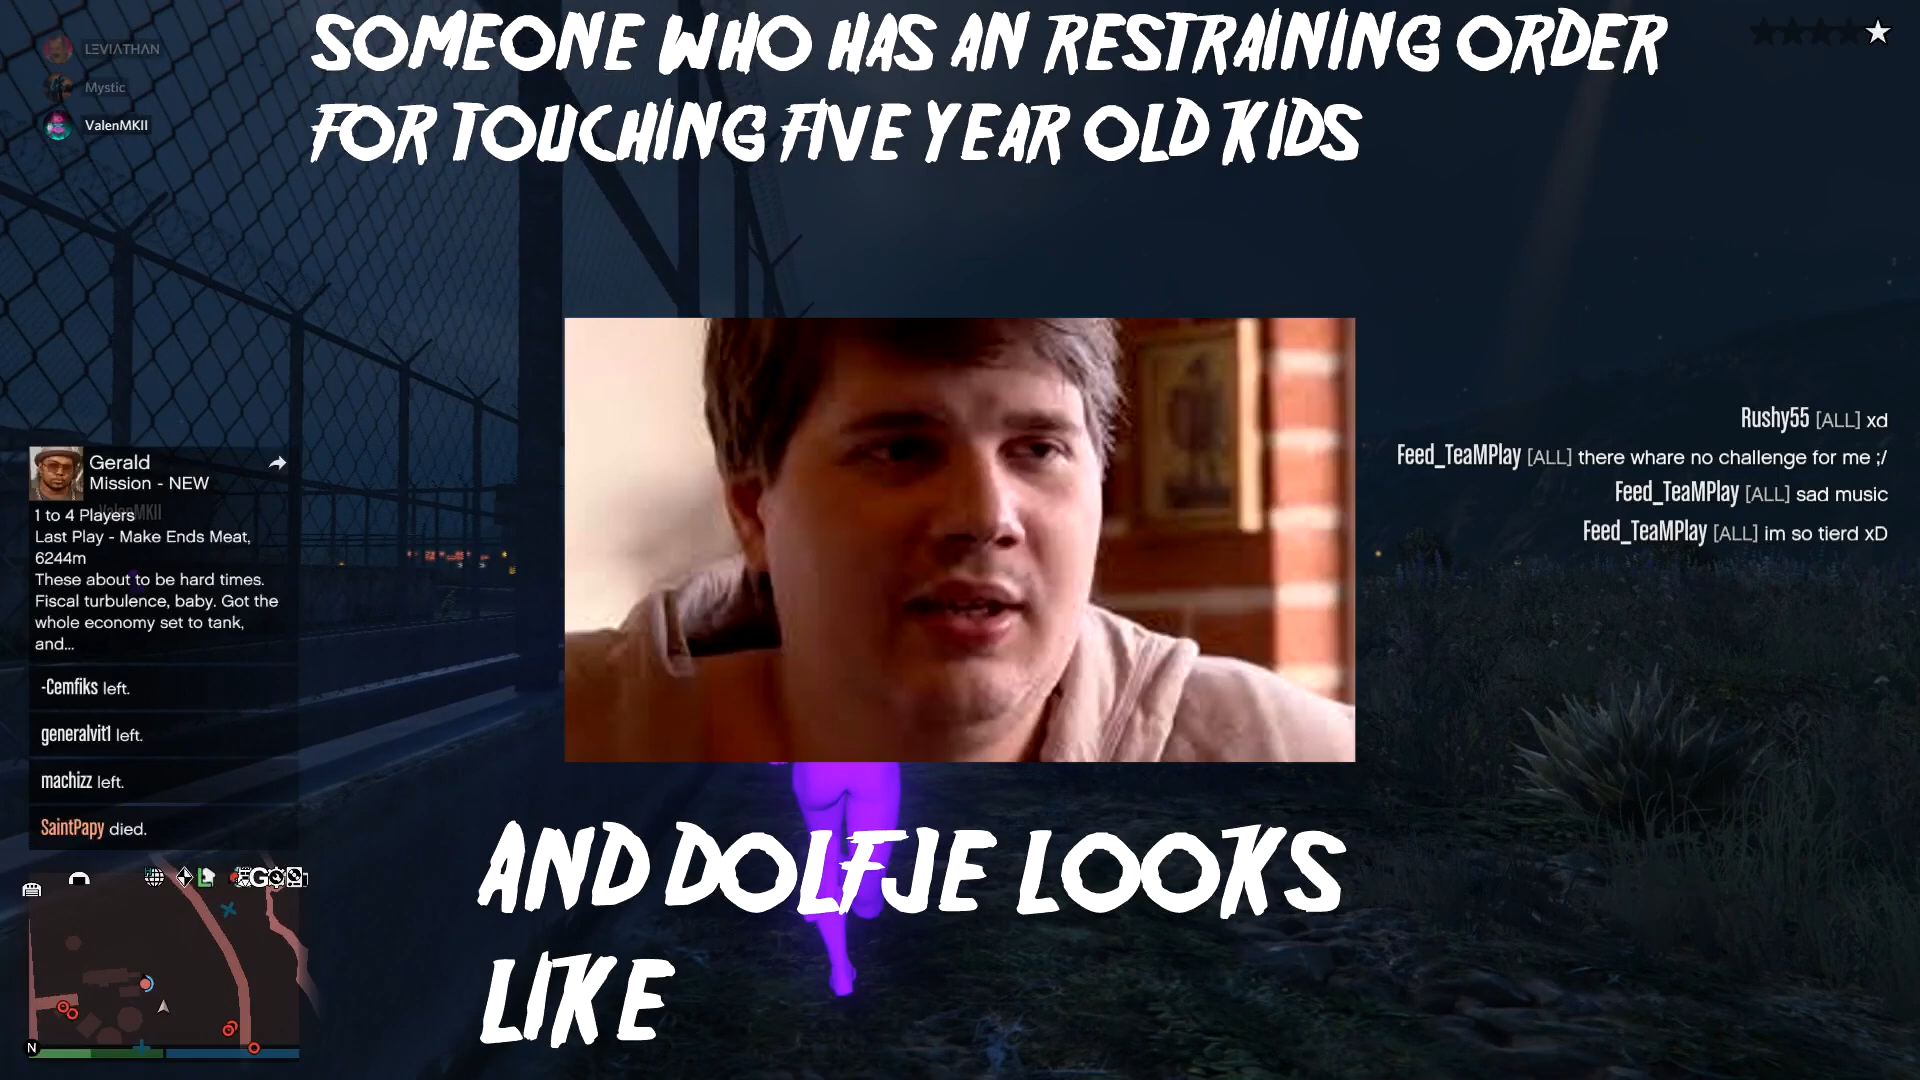 SOMEONE WHO HAS AN RESTRAINING ORDER
FOR TOUCHING FIVE YEAR OLD KIDS
LEVIATHAN
Mystic
ValenMKII
Rushy55 [ALL] xd
Feed_TeaMPlay [ALL] there whare no challenge for me ;/
Feed_TeaMPlay [ALL] sad music
Feed_TeaMPlay [ALL] im so tierd xD
Gerald
Mission - NEW
ValenMKII
1 to 4 Players
Last Play - Make Ends Meat,
6244m
These about to be hard times.
Fiscal turbulence, baby. Got the
whole economy set to tank,
and...
-Cemfiks left.
generalvit1 left.
machizz left.
SaintPapy died.
AND DOLFJE LOOKS
LIKE
L
G
N